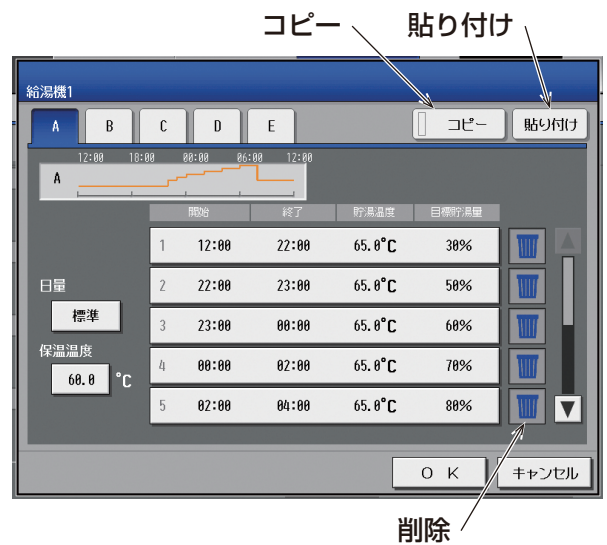 コピー 貼り付け
給湯機1
A B C D E コピー 貼り付け
12:00 18:00 00:00 06:00 12:00
A
開始 終了 貯湯温度 目標貯湯量
1 12:00 22:00 65.0°C 30%
日量
2 22:00 23:00 65.0°C 50%
標準
3 23:00 00:00 65.0°C 60%
保温温度
4 00:00 02:00 65.0°C 70%
60.0 °C
5 02:00 04:00 65.0°C 80%
OK キャンセル
削除